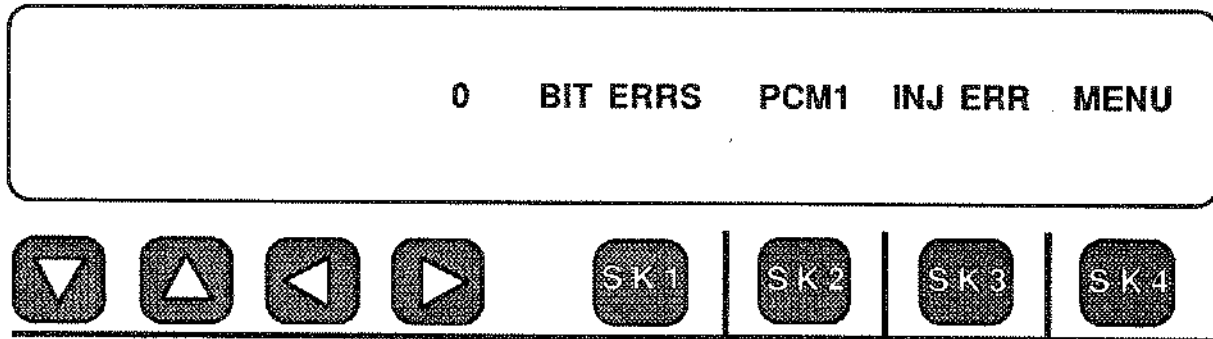 0 BIT ERRS PCM1 INJ ERR MENU
SK1 SK2 SK3 SK4